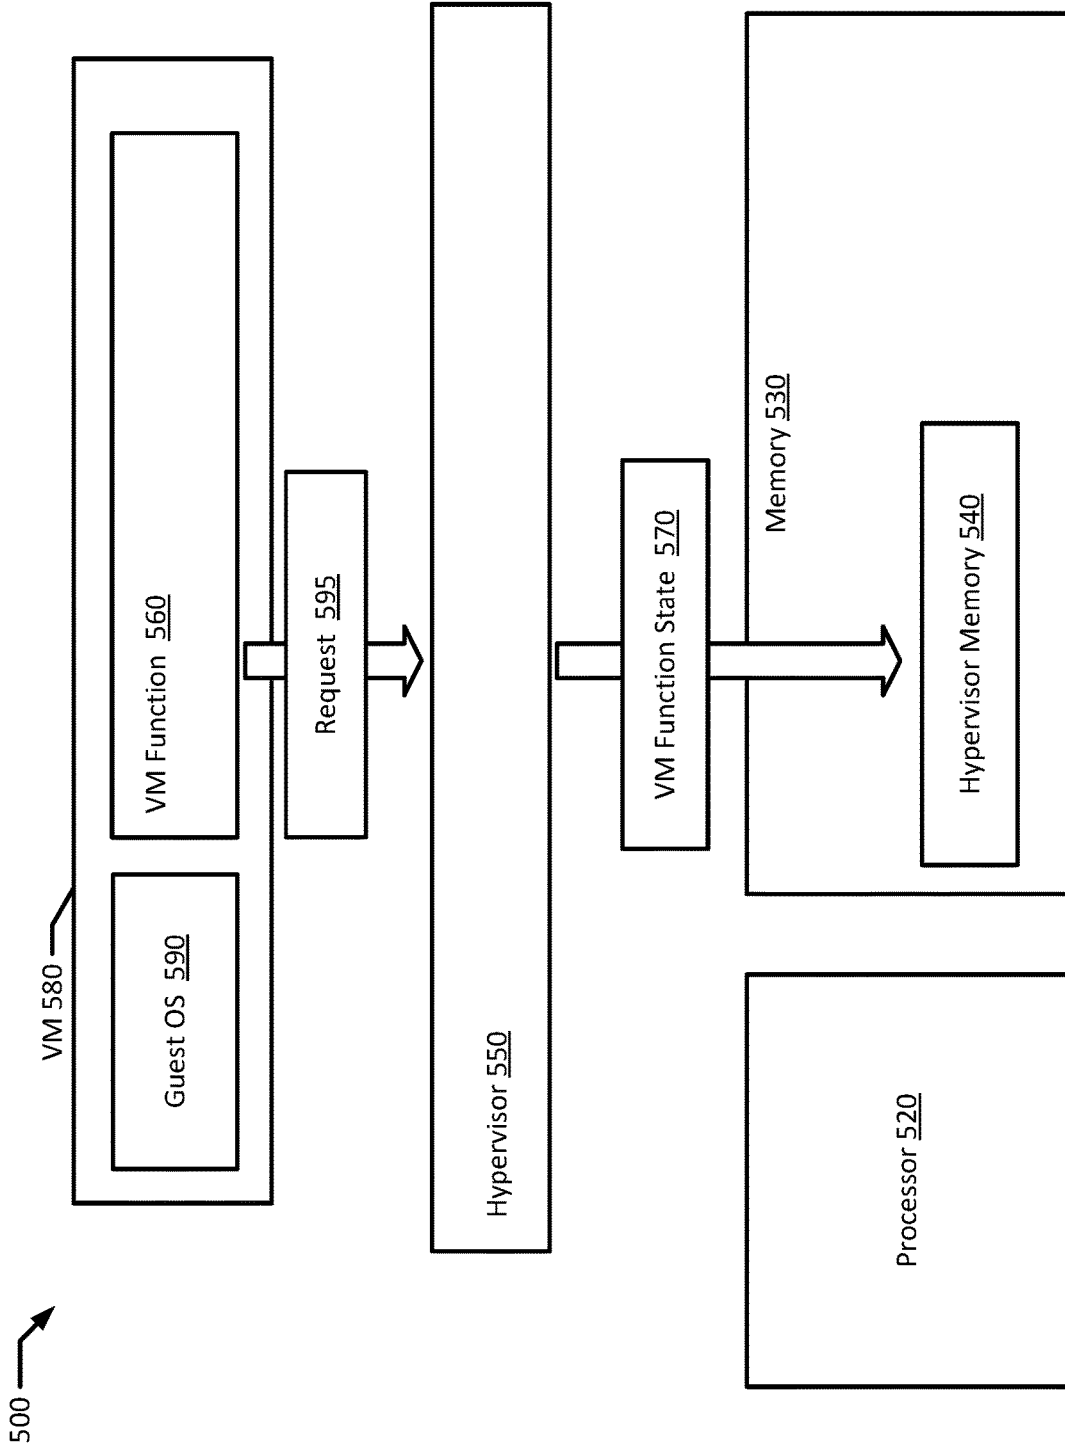 500
VM 580
Guest OS 590
VM Function 560
Request 595
Hypervisor 550
VM Function State 570
Memory 530
Hypervisor Memory 540
Processor 520